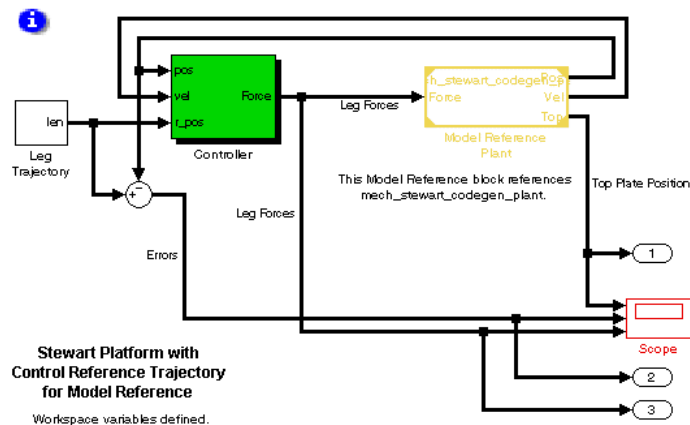 i
pos
vel
r_pos
Force
Controller
len
Leg
Trajectory
Leg Forces
Force
Pos
Vel
Top
Model Reference
Plant
This Model Reference block references
mech_stewart_codegen_plant.
Top Plate Position
Leg Forces
Errors
1
Scope
2
3
Stewart Platform with
Control Reference Trajectory
for Model Reference
Workspace variables defined.